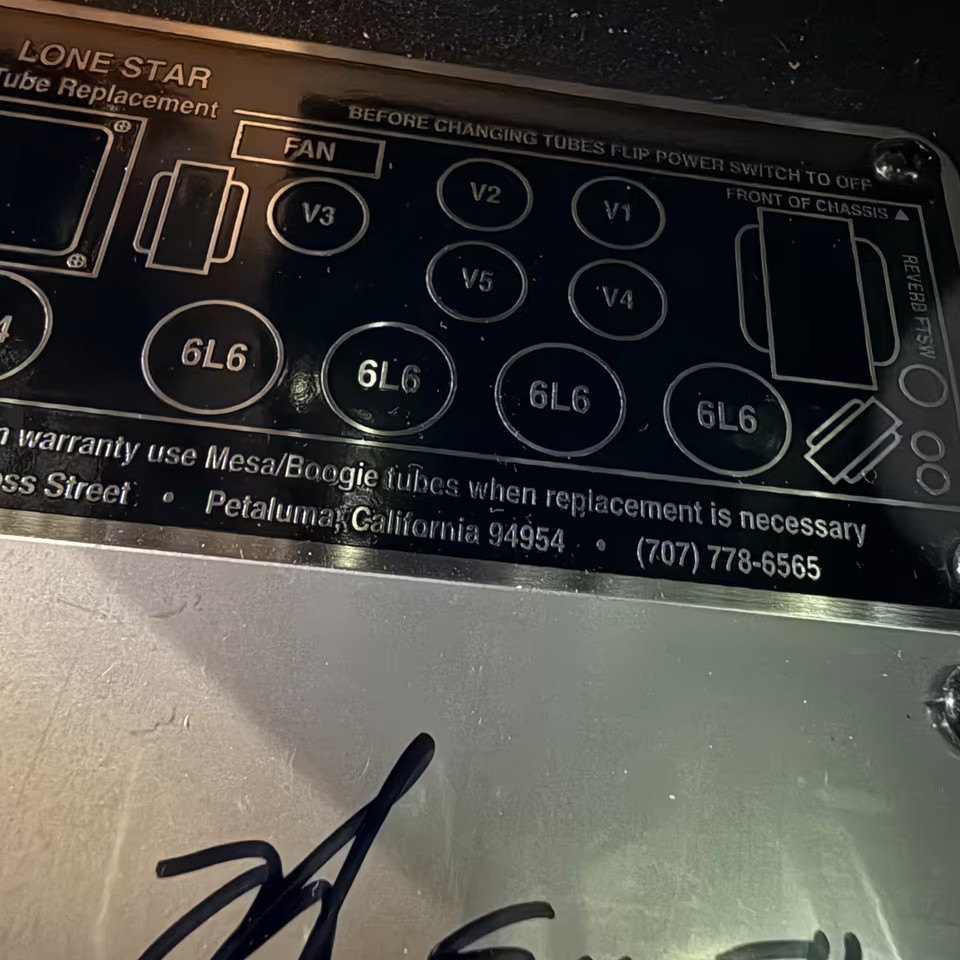 LONE STAR
Tube Replacement
BEFORE CHANGING TUBES FLIP POWER SWITCH TO OFF
FAN
FRONT OF CHASSIS ▲
V3
V2
V1
V5
V4
REVERB FTSW
4
6L6
6L6
6L6
6L6
warranty use Mesa/Boogie tubes when replacement is necessary
Street • Petaluma, California 94954 • (707) 778-6565